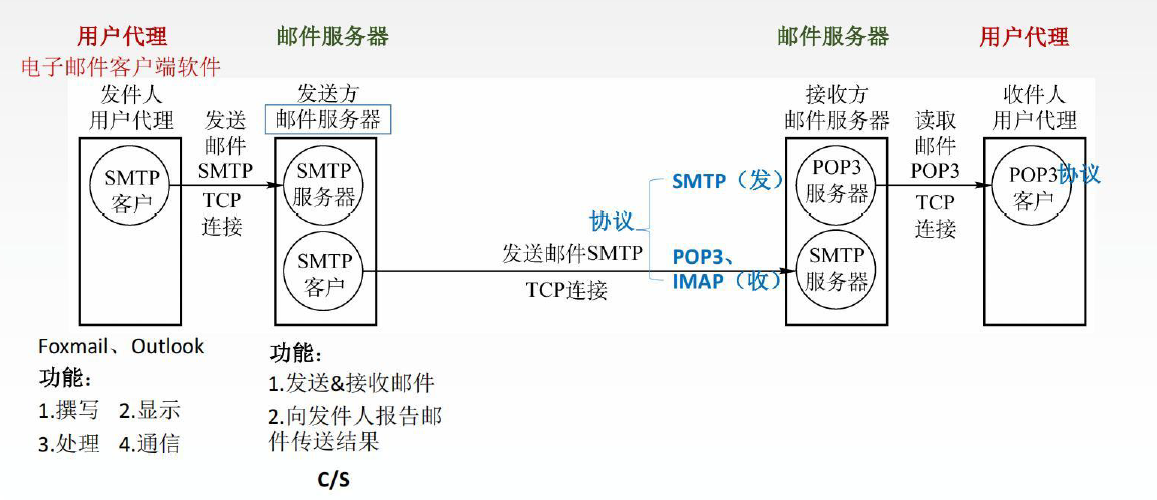 用户代理
邮件服务器
邮件服务器
用户代理
电子邮件客户端软件
发件人
用户代理
发送
邮件
SMTP
TCP
连接
发送方
邮件服务器
接收方
邮件服务器
读取
邮件
POP3
TCP
连接
收件人
用户代理
SMTP
客户
SMTP
服务器
SMTP
客户
协议
SMTP（发）
POP3、
IMAP（收）
发送邮件SMTP
TCP连接
POP3
服务器
SMTP
服务器
POP3
客户
协议
Foxmail、Outlook
功能：
1.撰写 2.显示
3.处理 4.通信
功能：
1.发送&接收邮件
2.向发件人报告邮
件传送结果
C/S